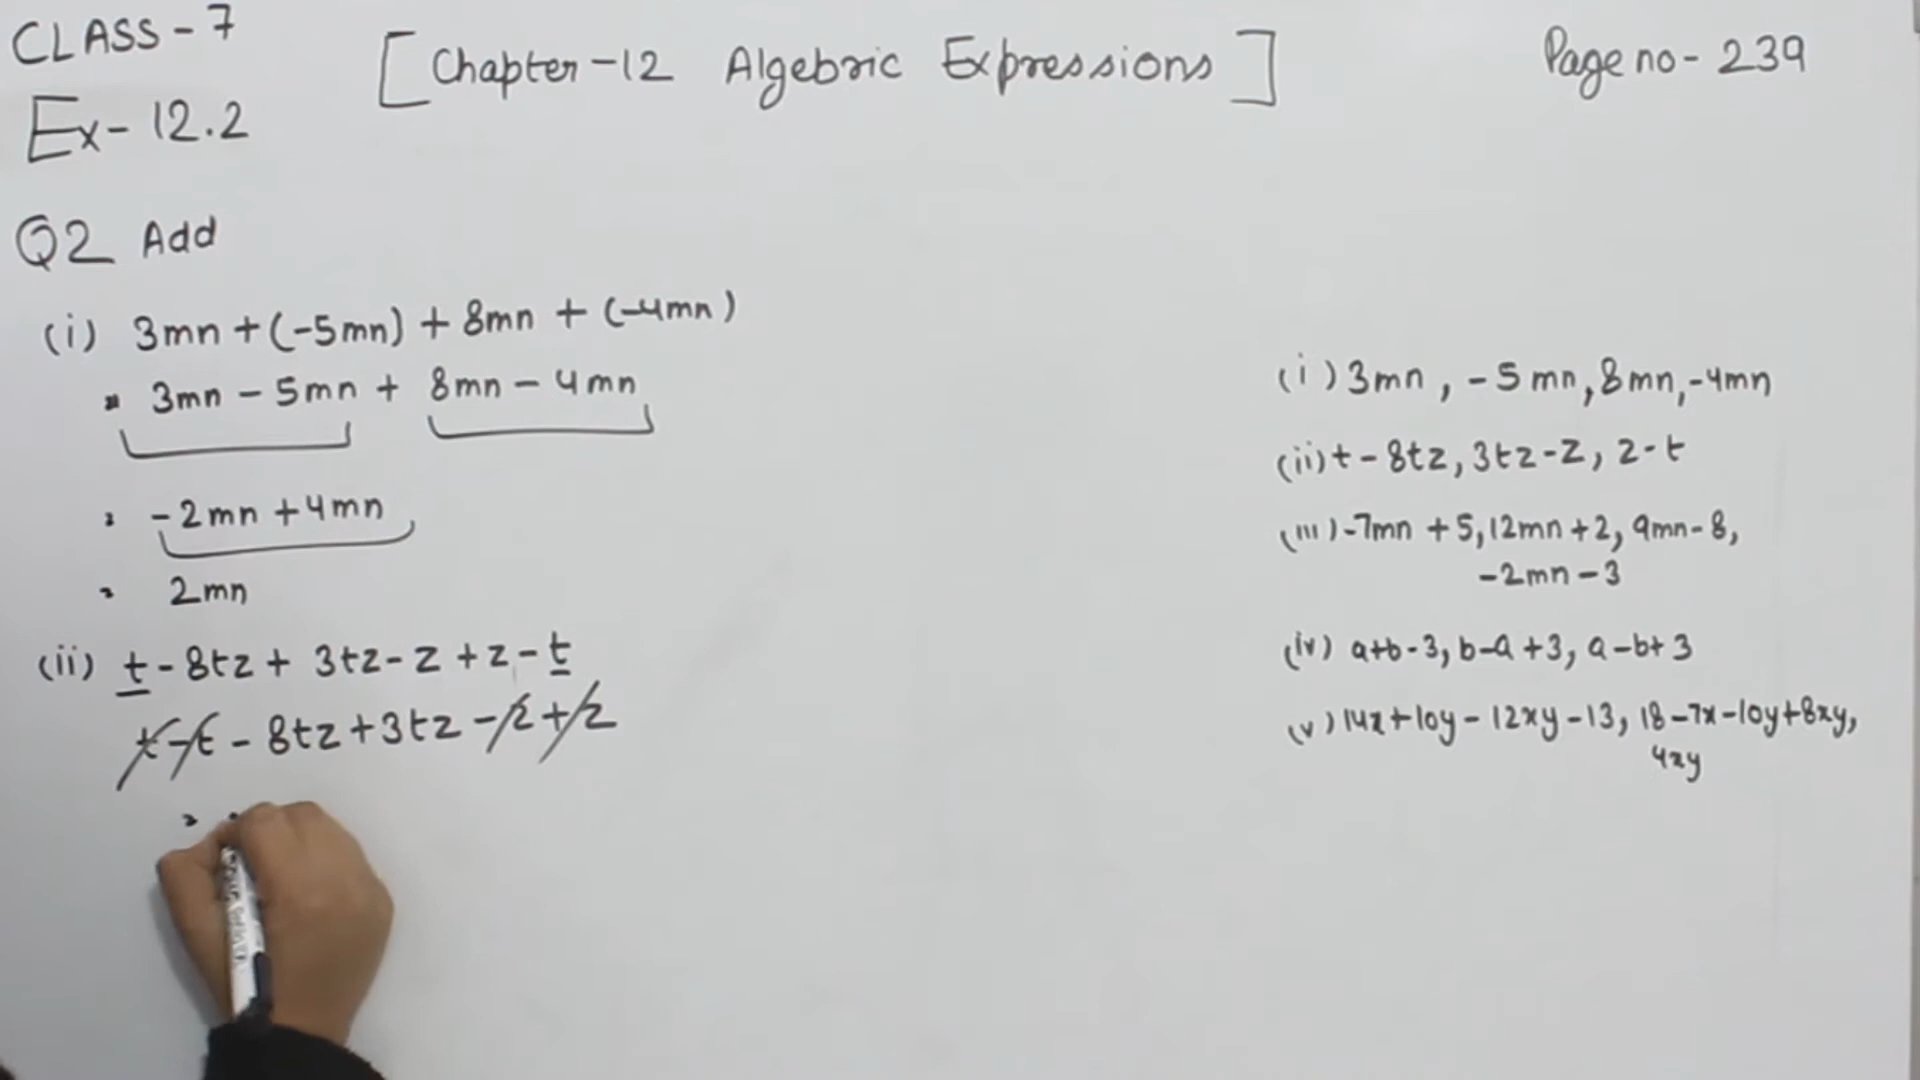 CLASS - 7
[Chapter -12 Algebric Expressions]
Page no - 239
Ex - 12.2
Q2 Add
(i) 3mn + (-5mn) + 8mn + (-4mn)
= 3mn - 5mn + 8mn - 4mn
= -2mn + 4mn
= 2mn
(ii) t - 8tz + 3tz - z + z - t
t - t - 8tz + 3tz - z + z
=
(i) 3mn, -5mn, 8mn, -4mn
(ii) t - 8tz, 3tz - z, z - t
(iii) -7mn + 5, 12mn + 2, 9mn - 8,
-2mn - 3
(iv) a+b-3, b-a+3, a-b+3
(v) 14x + 10y - 12xy - 13, 18 - 7x - 10y + 8xy,
4xy